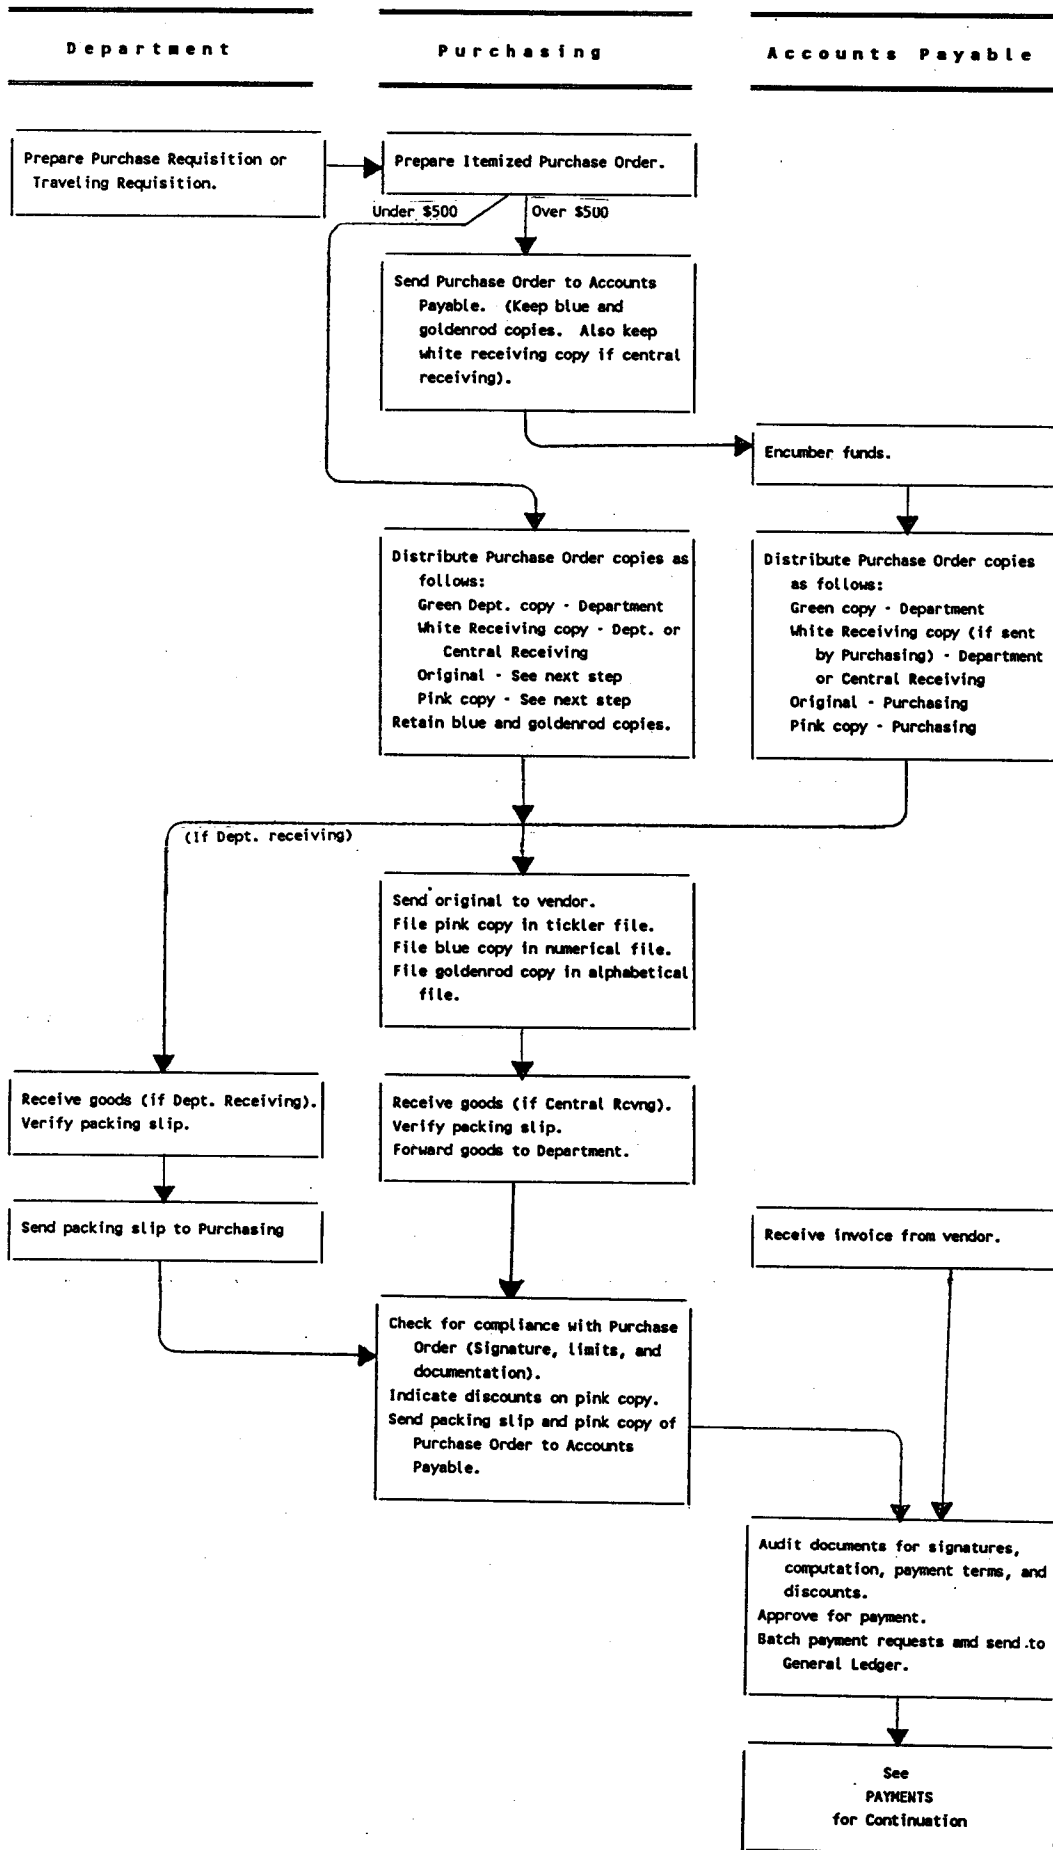 Department
Purchasing
Accounts Payable
Prepare Purchase Requisition or
Traveling Requisition.
Prepare Itemized Purchase Order.
Under $500
Over $500
Send Purchase Order to Accounts
Payable. (Keep blue and
goldenrod copies. Also keep
white receiving copy if central
receiving).
Encumber funds.
Distribute Purchase Order copies as
follows:
Green Dept. copy - Department
White Receiving copy - Dept. or
Central Receiving
Original - See next step
Pink copy - See next step
Retain blue and goldenrod copies.
Distribute Purchase Order copies
as follows:
Green copy - Department
White Receiving copy (if sent
by Purchasing) - Department
or Central Receiving
Original - Purchasing
Pink copy - Purchasing
(If Dept. receiving)
Send original to vendor.
File pink copy in tickler file.
File blue copy in numerical file.
File goldenrod copy in alphabetical
file.
Receive goods (if Dept. Receiving).
Verify packing slip.
Receive goods (if Central Rcvng).
Verify packing slip.
Forward goods to Department.
Send packing slip to Purchasing
Receive invoice from vendor.
Check for compliance with Purchase
Order (Signature, limits, and
documentation).
Indicate discounts on pink copy.
Send packing slip and pink copy of
Purchase Order to Accounts
Payable.
Audit documents for signatures,
computation, payment terms, and
discounts.
Approve for payment.
Batch payment requests amd send to
General Ledger.
See
PAYMENTS
for Continuation